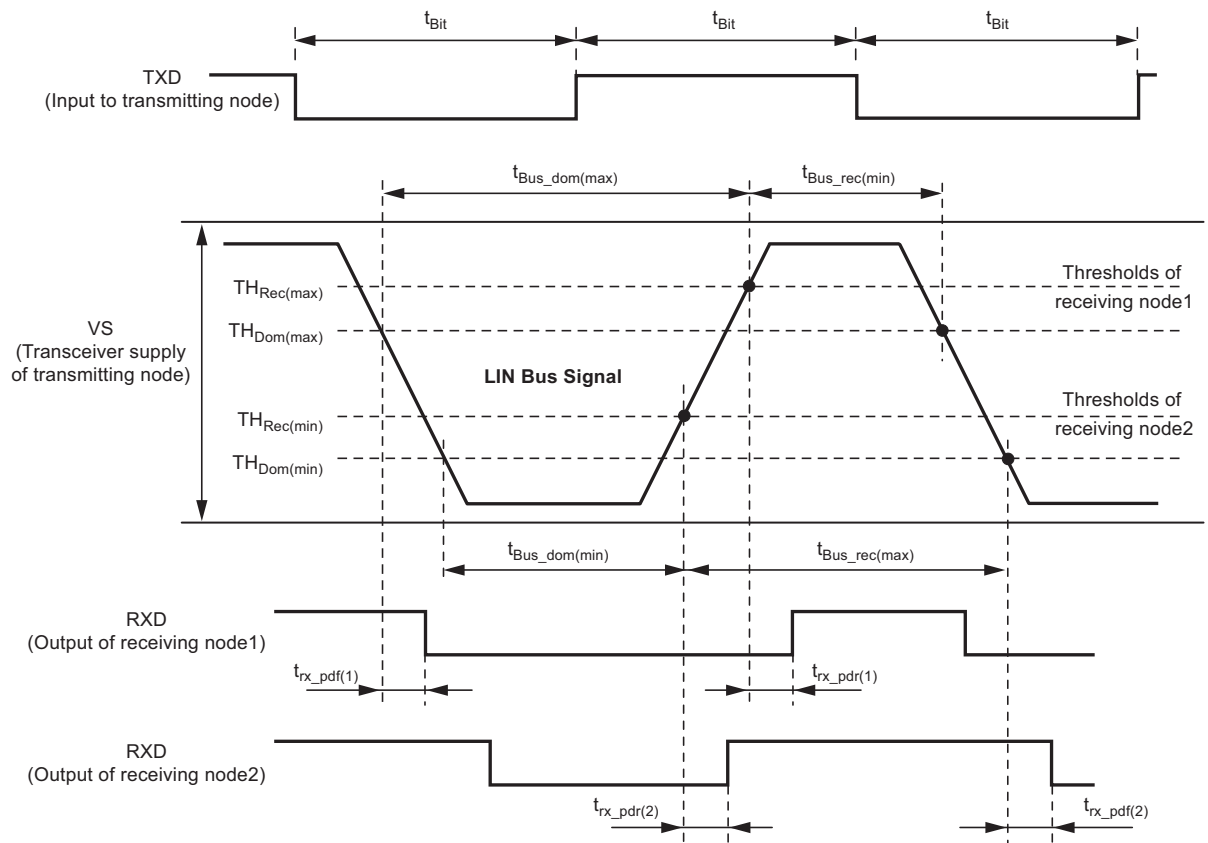 tBit tBit tBit
TXD
(Input to transmitting node)
tBus_dom(max) tBus_rec(min)
THRec(max)
Thresholds of
receiving node1
THDom(max)
VS
(Transceiver supply
of transmitting node)
LIN Bus Signal
THRec(min)
Thresholds of
receiving node2
THDom(min)
tBus_dom(min) tBus_rec(max)
RXD
(Output of receiving node1)
trx_pdf(1) trx_pdr(1)
RXD
(Output of receiving node2)
trx_pdr(2) trx_pdf(2)